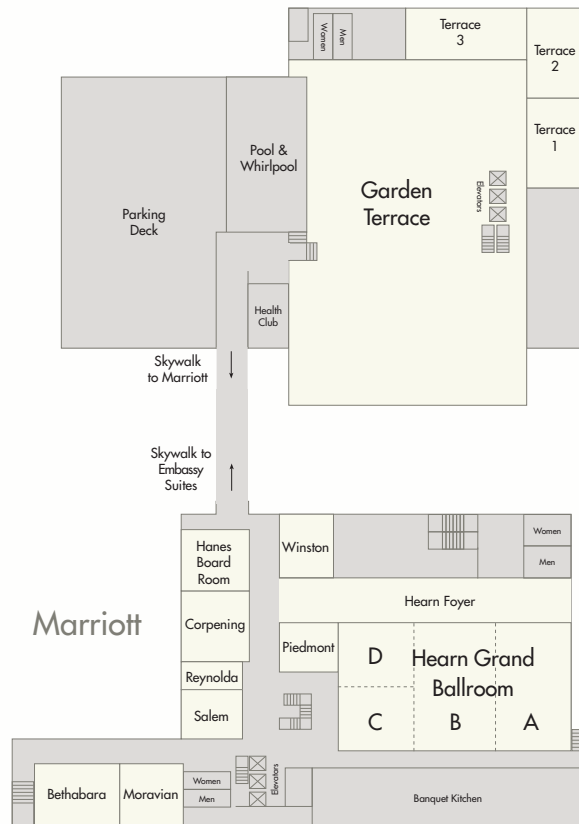 Women
Men
Terrace
3
Terrace
2
Terrace
1
Pool &
Whirlpool
Parking
Deck
Garden
Terrace
Elevators
Health
Club
Skywalk
to Marriott
Skywalk to
Embassy
Suites
Marriott
Hanes
Board
Room
Winston
Women
Men
Hearn Foyer
Corpening
Piedmont
D
Hearn Grand
Ballroom
Reynolda
Salem
C
B
A
Bethabara
Moravian
Women
Men
Elevators
Banquet Kitchen